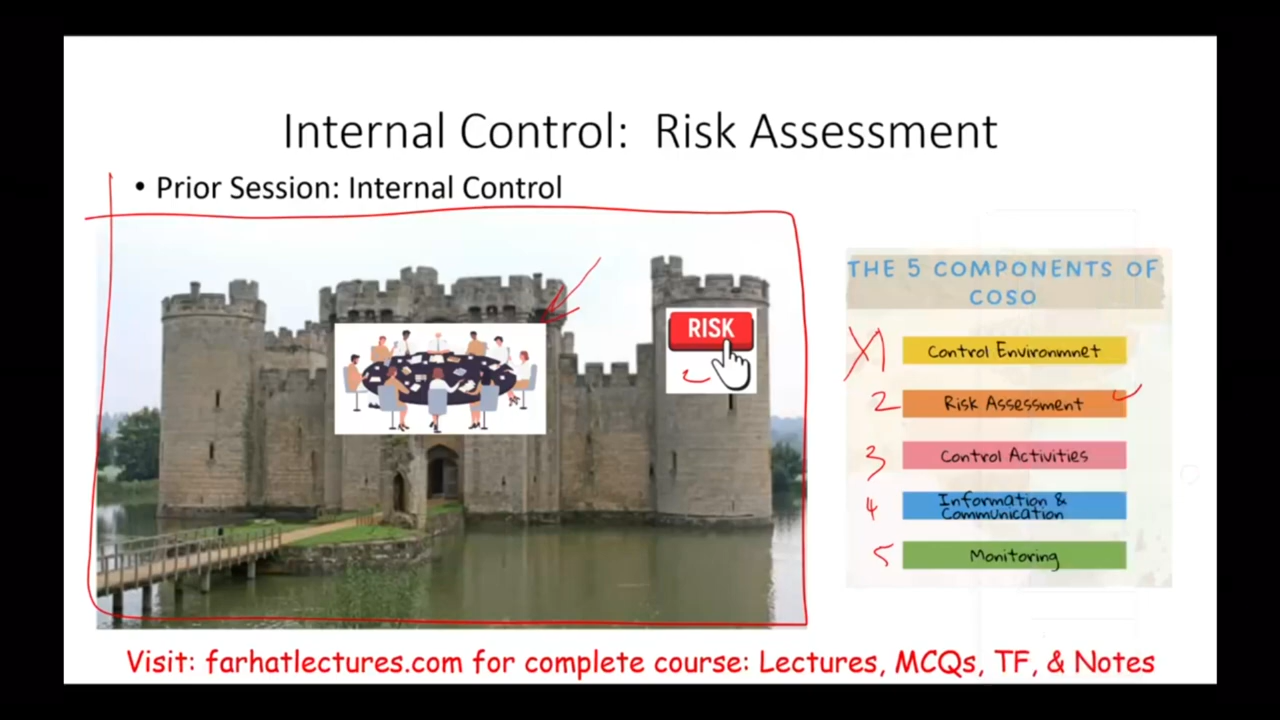 Internal Control: Risk Assessment
• Prior Session: Internal Control
RISK
THE 5 COMPONENTS OF
COSO
1 Control Environmnet
2 Risk Assessment
3 Control Activities
4 Information &
Communication
5 Monitoring
Visit: farhatlectures.com for complete course: Lectures, MCQs, TF, & Notes